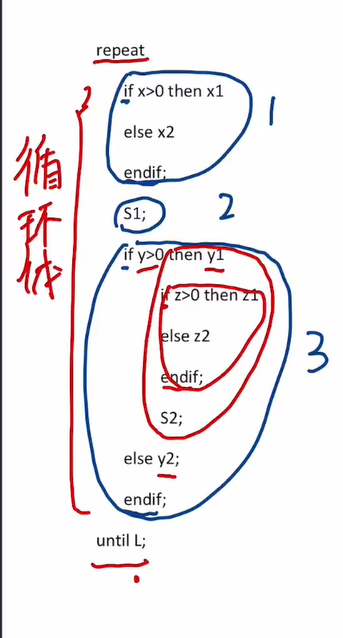 repeat
if x>0 then x1
else x2
endif;
1
S1;
2
循环体
if y>0 then y1
if z>0 then z1
else z2
endif;
3
S2;
else y2;
endif;
until L;